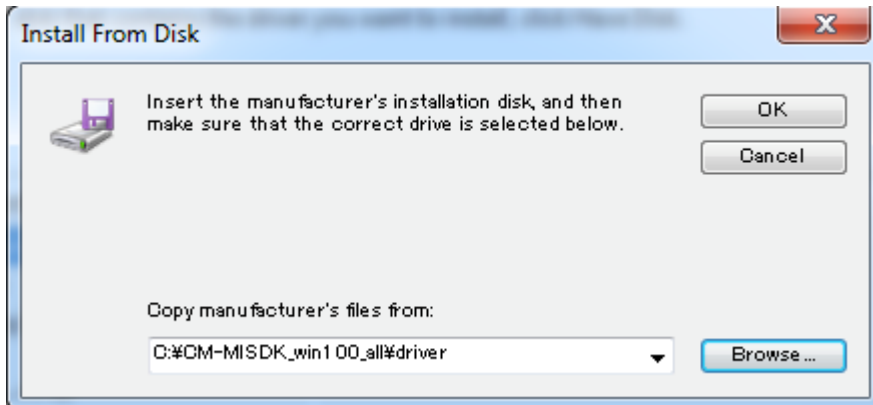 Install From Disk
Insert the manufacturer's installation disk, and then
make sure that the correct drive is selected below.
OK
Cancel
Copy manufacturer's files from:
C:¥CM-MISDK_win100_all¥driver
Browse...